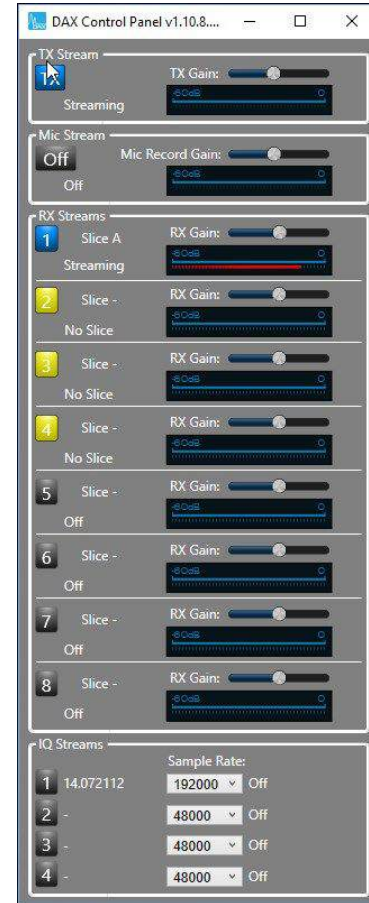 DAX Control Panel v1.10.8....
TX Stream
TX
TX Gain:
-60dB 0
Streaming
Mic Stream
Off
Mic Record Gain:
-60dB 0
Off
RX Streams
1 Slice A RX Gain:
-60dB 0
Streaming
2 Slice - RX Gain:
-60dB 0
No Slice
3 Slice - RX Gain:
-60dB 0
No Slice
4 Slice - RX Gain:
-60dB 0
No Slice
5 Slice - RX Gain:
-60dB 0
Off
6 Slice - RX Gain:
-60dB 0
Off
7 Slice - RX Gain:
-60dB 0
Off
8 Slice - RX Gain:
-60dB 0
Off
IQ Streams
Sample Rate:
1 14.072112 192000 Off
2 - 48000 Off
3 - 48000 Off
4 - 48000 Off